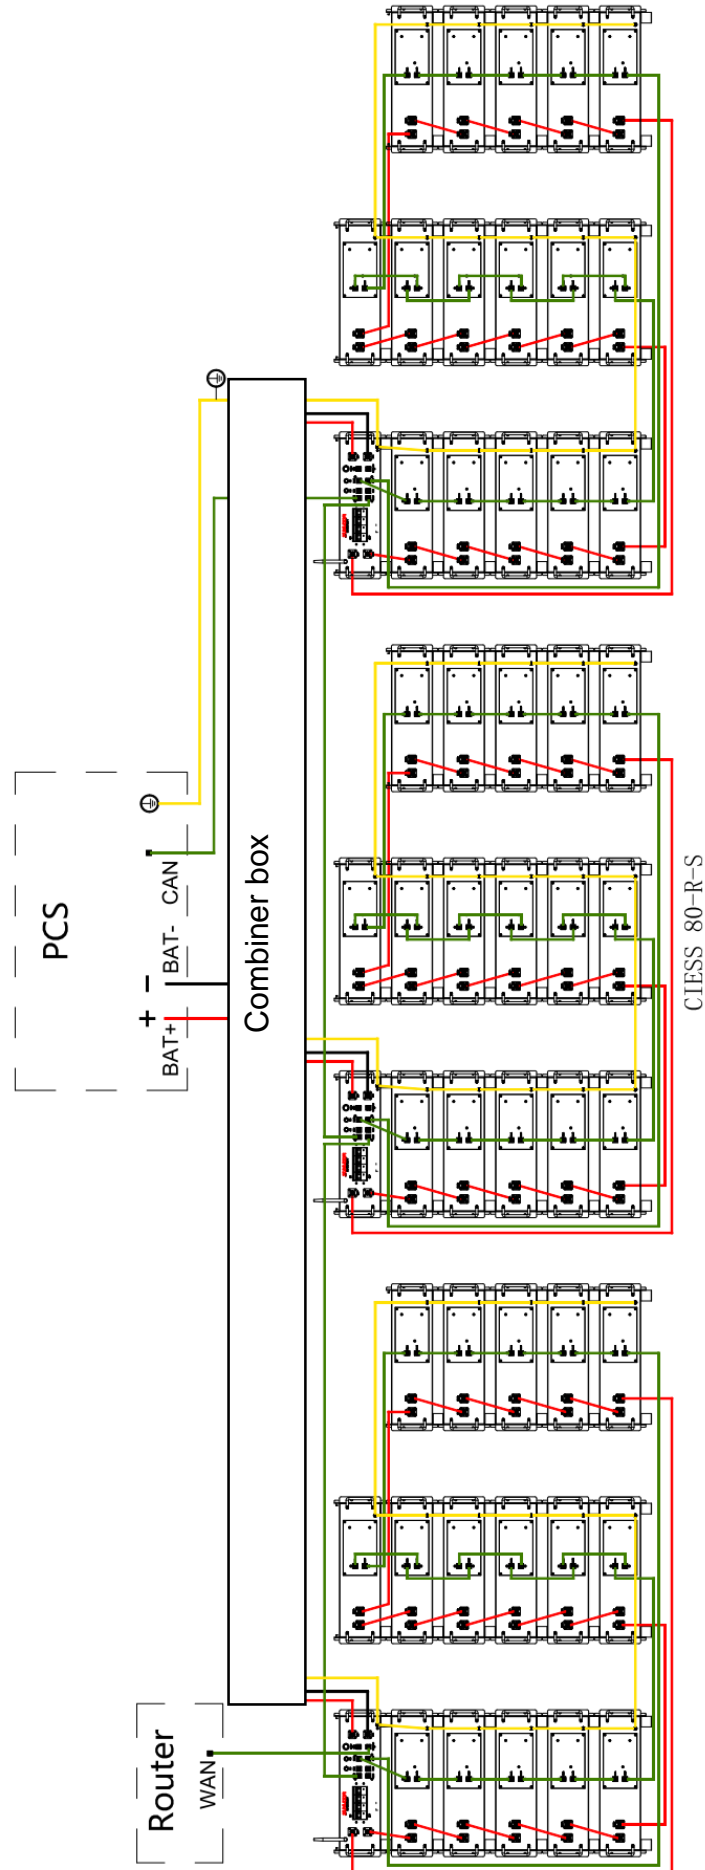 PCS
CAN
BAT-
−
+
BAT+
Combiner box
CIESS 80-R-S
Router
WAN